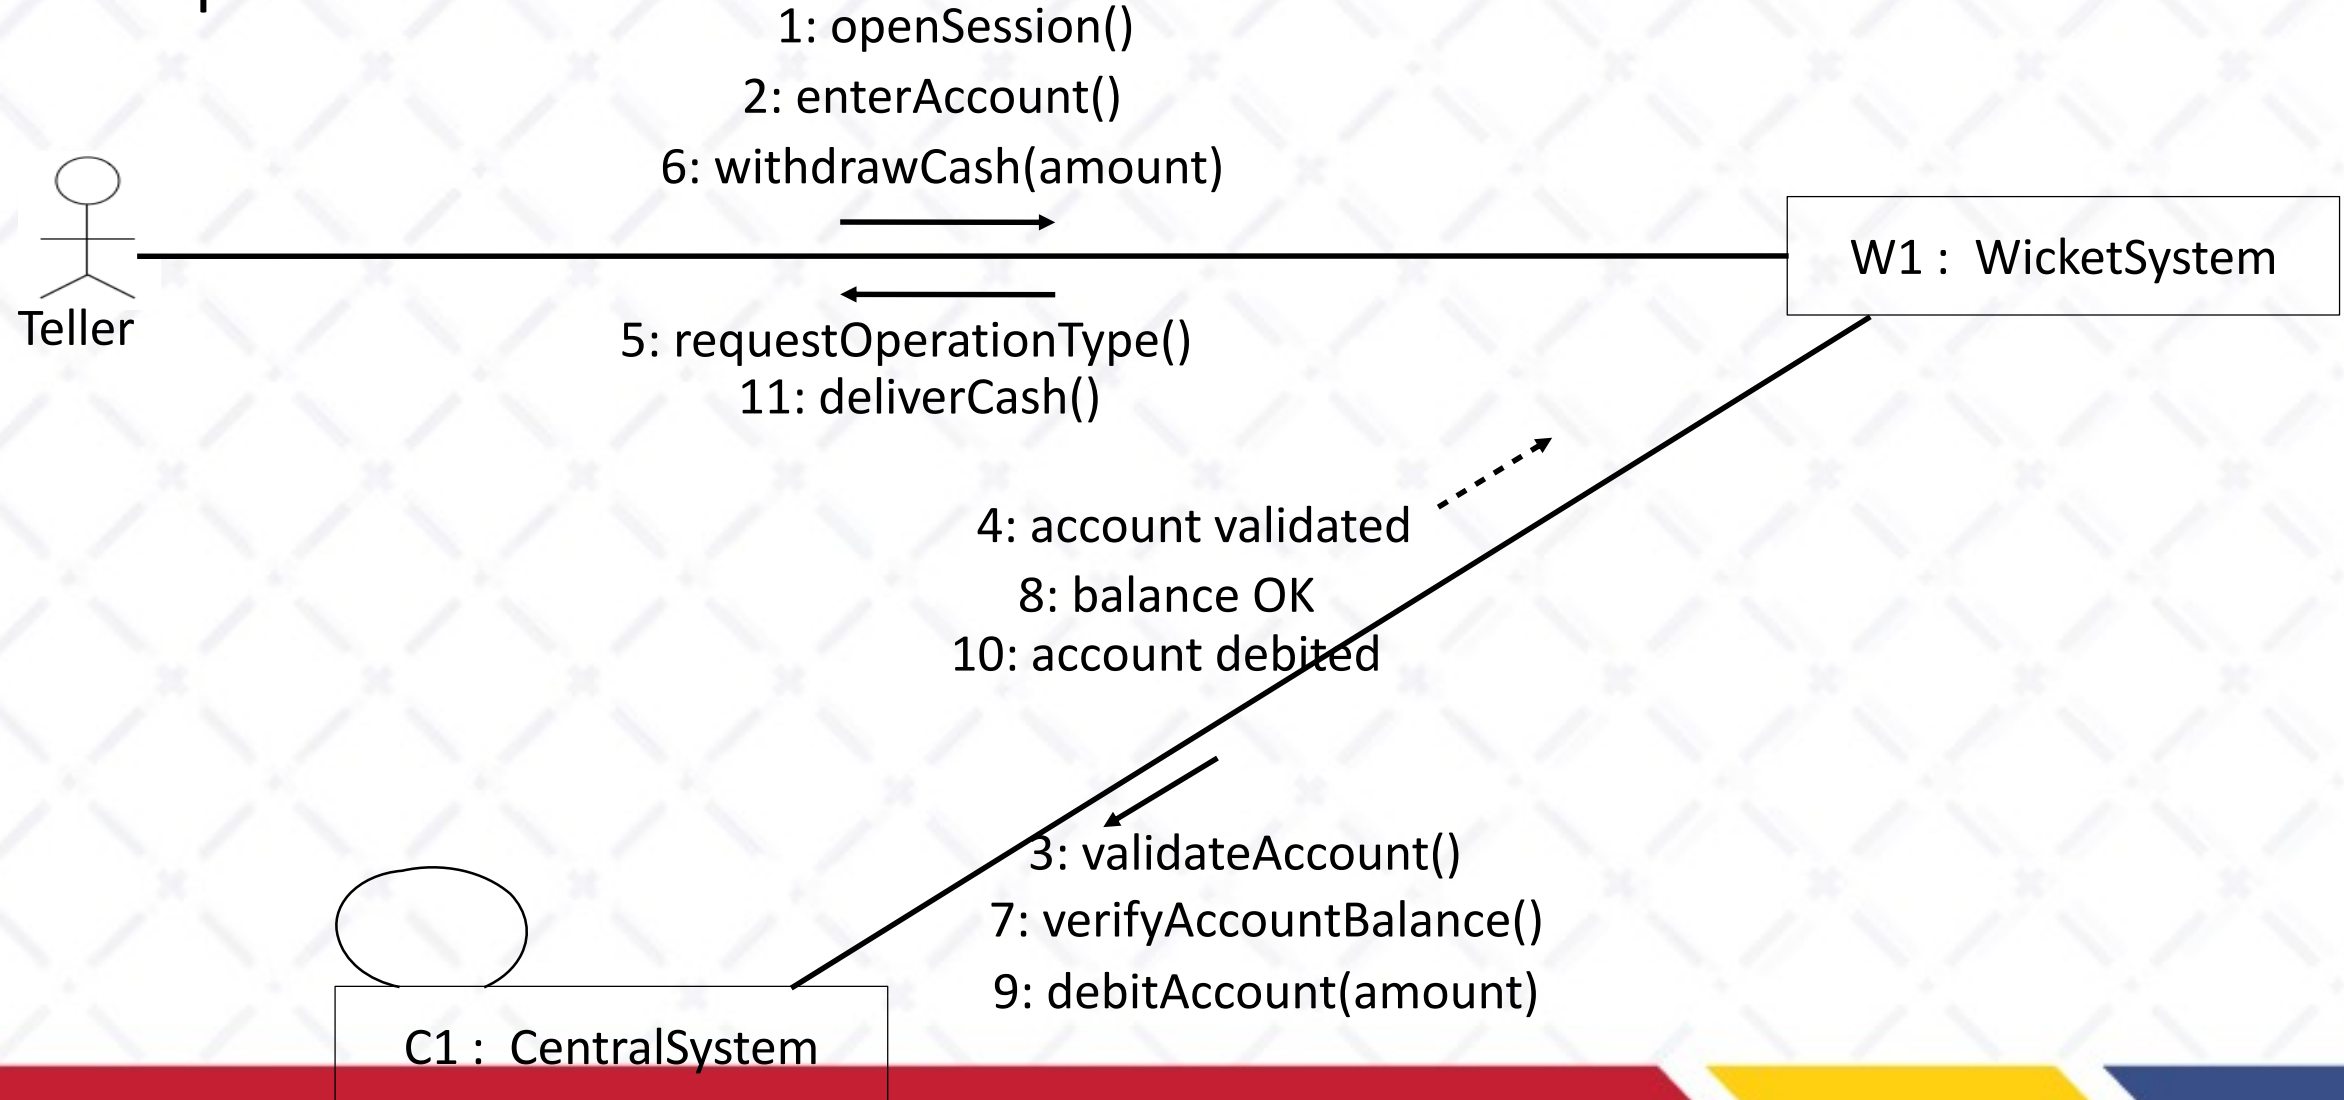 1: openSession()
2: enterAccount()
6: withdrawCash(amount)
W1 : WicketSystem
Teller
5: requestOperationType()
11: deliverCash()
4: account validated
8: balance OK
10: account debited
3: validateAccount()
7: verifyAccountBalance()
9: debitAccount(amount)
C1 : CentralSystem